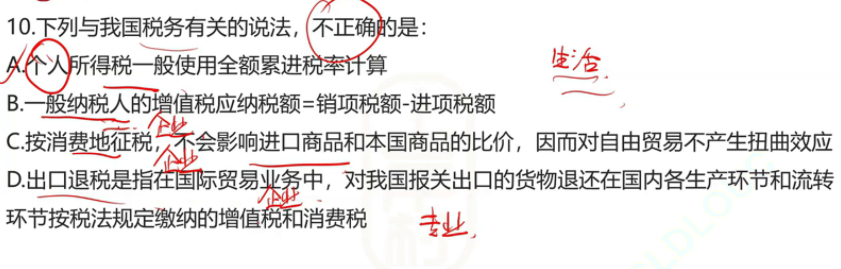 10.下列与我国税务有关的说法，不正确的是：
A.个人所得税一般使用全额累进税率计算
生活
B.一般纳税人的增值税应纳税额=销项税额-进项税额
企业
C.按消费地征税，不会影响进口商品和本国商品的比价，因而对自由贸易不产生扭曲效应
企业
D.出口退税是指在国际贸易业务中，对我国报关出口的货物退还在国内各生产环节和流转
企业
环节按税法规定缴纳的增值税和消费税